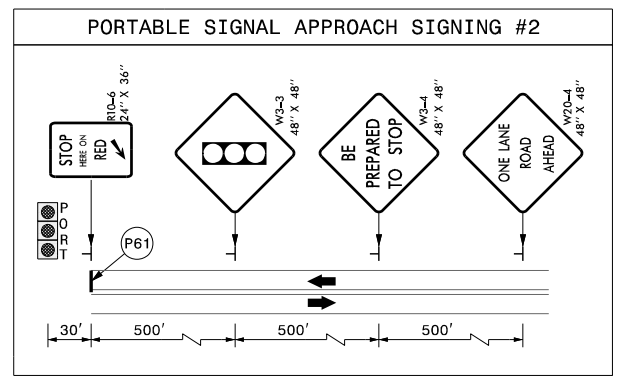 PORTABLE SIGNAL APPROACH SIGNING #2
STOP
HERE ON
RED
R10-6
24'' X 36''
W3-3
48'' X 48''
BE
PREPARED
TO STOP
W3-4
48'' X 48''
ONE LANE
ROAD
AHEAD
W20-4
48'' X 48''
PORT
P61
30' 500' 500' 500'